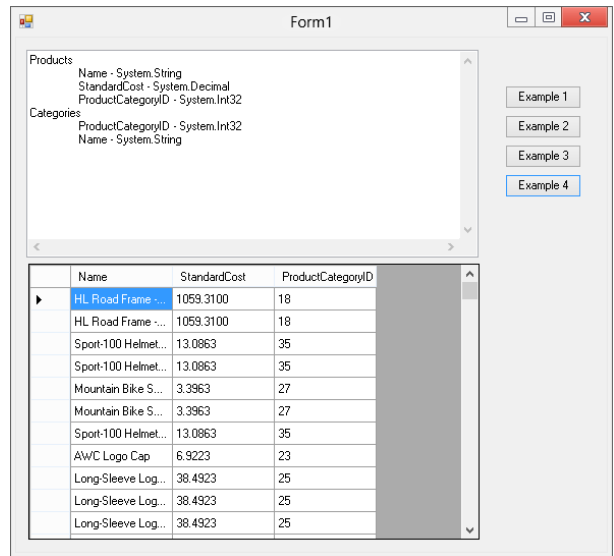 Form1
Products
Name - System.String
StandardCost - System.Decimal
ProductCategoryID - System.Int32
Categories
ProductCategoryID - System.Int32
Name - System.String
Example 1
Example 2
Example 3
Example 4
Name StandardCost ProductCategoryID
HL Road Frame -... 1059.3100 18
HL Road Frame -... 1059.3100 18
Sport-100 Helmet... 13.0863 35
Sport-100 Helmet... 13.0863 35
Mountain Bike S... 3.3963 27
Mountain Bike S... 3.3963 27
Sport-100 Helmet... 13.0863 35
AWC Logo Cap 6.9223 23
Long-Sleeve Log... 38.4923 25
Long-Sleeve Log... 38.4923 25
Long-Sleeve Log... 38.4923 25